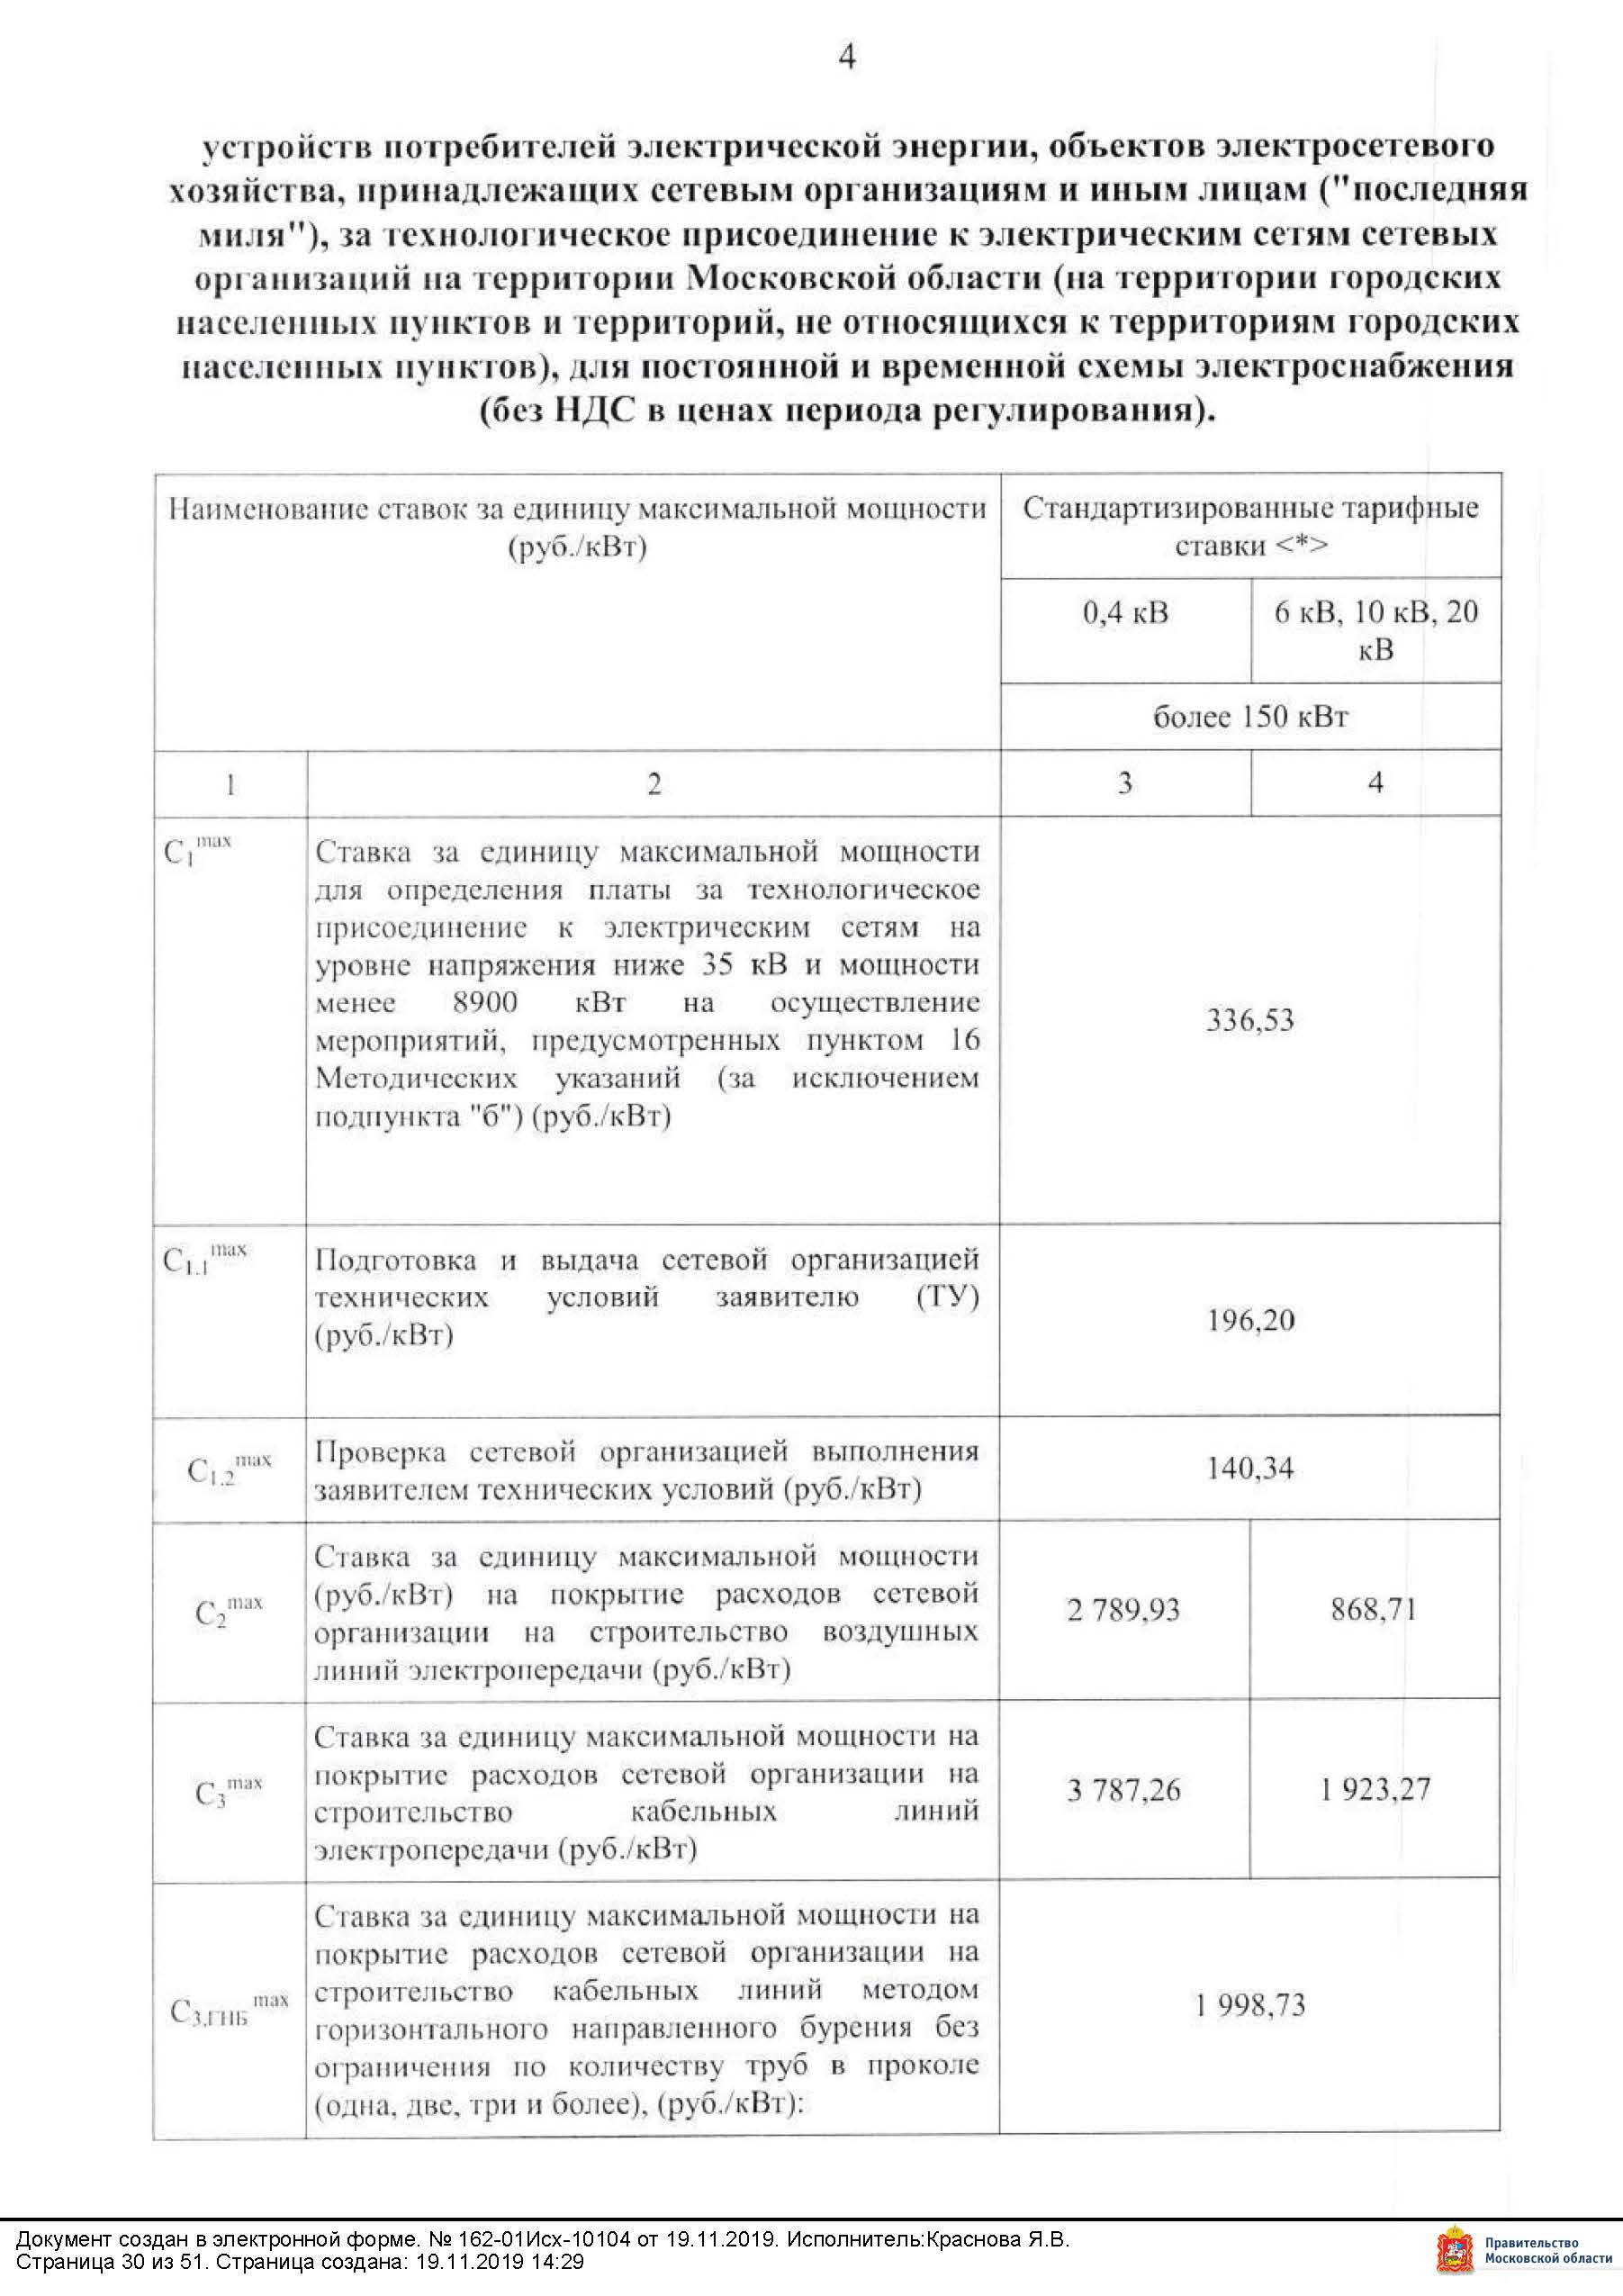 4
устройств потребителей электрической энергии, объектов электросетевого
хозяйства, принадлежащих сетевым организациям и иным лицам ("последняя
миля"), за технологическое присоединение к электрическим сетям сетевых
организаций на территории Московской области (на территории городских
населенных пунктов и территорий, не относящихся к территориям городских
населенных пунктов), для постоянной и временной схемы электроснабжения
(без НДС в ценах периода регулирования).
Наименование ставок за единицу максимальной мощности
(руб./кВт)
Стандартизированные тарифные
ставки <*>
0,4 кВ
6 кВ, 10 кВ, 20
кВ
более 150 кВт
1
2
3
4
C1 max
Ставка за единицу максимальной мощности
для определения платы за технологическое
присоединение к электрическим сетям на
уровне напряжения ниже 35 кВ и мощности
менее 8900 кВт на осуществление
мероприятий, предусмотренных пунктом 16
Методических указаний (за исключением
подпункта "б") (руб./кВт)
336,53
C1.1 max
Подготовка и выдача сетевой организацией
технических условий заявителю (ТУ)
(руб./кВт)
196,20
C1.2 max
Проверка сетевой организацией выполнения
заявителем технических условий (руб./кВт)
140,34
C2 max
Ставка за единицу максимальной мощности
(руб./кВт) на покрытие расходов сетевой
организации на строительство воздушных
линий электропередачи (руб./кВт)
2 789,93
868,71
C3 max
Ставка за единицу максимальной мощности на
покрытие расходов сетевой организации на
строительство кабельных линий
электропередачи (руб./кВт)
3 787,26
1 923,27
C3.ГНБ max
Ставка за единицу максимальной мощности на
покрытие расходов сетевой организации на
строительство кабельных линий методом
горизонтального направленного бурения без
ограничения по количеству труб в проколе
(одна, две, три и более), (руб./кВт):
1 998,73
Документ создан в электронной форме. № 162-01Исх-10104 от 19.11.2019. Исполнитель:Краснова Я.В.
Страница 30 из 51. Страница создана: 19.11.2019 14:29
Правительство
Московской области